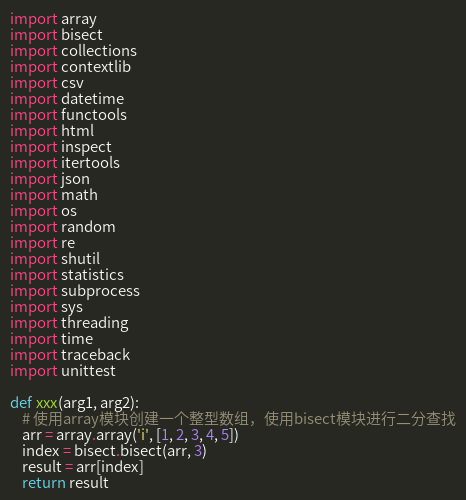 import array
import bisect
import collections
import contextlib
import csv
import datetime
import functools
import html
import inspect
import itertools
import json
import math
import os
import random
import re
import shutil
import statistics
import subprocess
import sys
import threading
import time
import traceback
import unittest

def xxx(arg1, arg2):
    # 使用array模块创建一个整型数组，使用bisect模块进行二分查找
    arr = array.array('i', [1, 2, 3, 4, 5])
    index = bisect.bisect(arr, 3)
    result = arr[index]
    return result